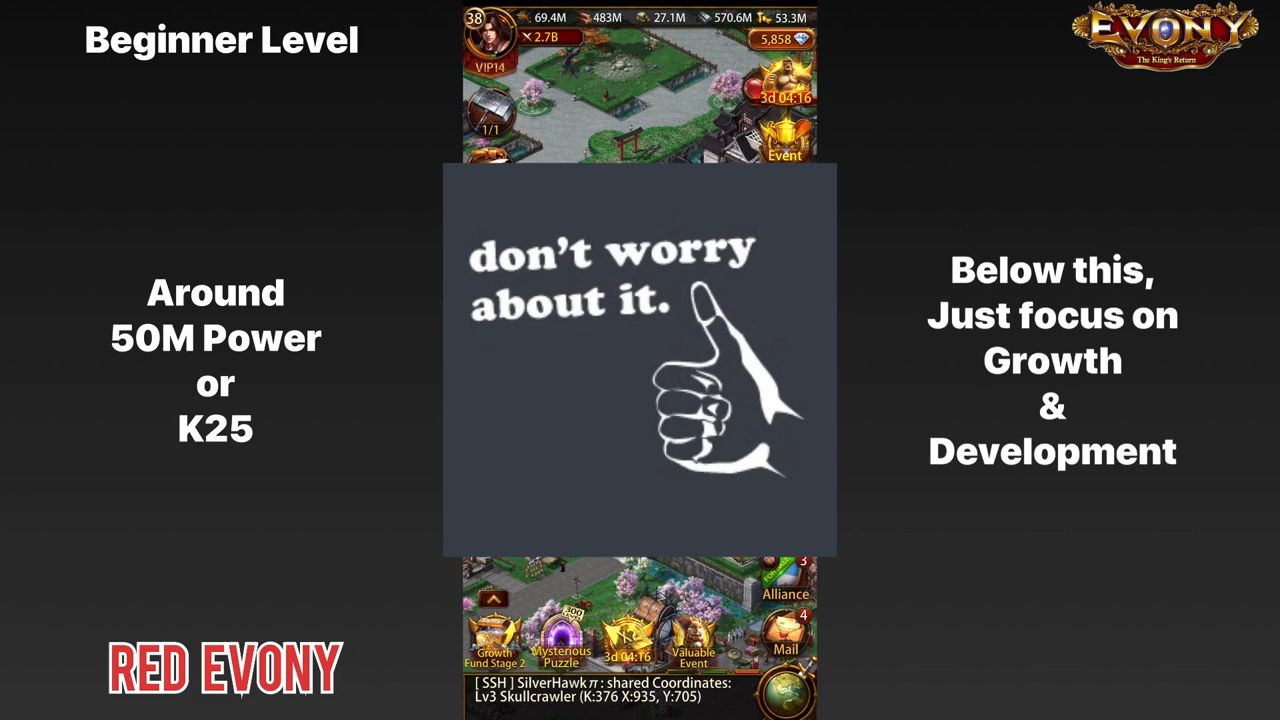 Beginner Level
38
69.4M
483M
27.1M
570.6M
53.3M
2.7B
5,858
VIP14
3d 04:16
1/1
Event
EVONY
The King's Return
don't worry
about it.
Around
50M Power
or
K25
Below this,
Just focus on
Growth
&
Development
3
Alliance
300
4
Mail
Growth
Fund Stage 2
Mysterious
Puzzle
3d 04:16
Valuable
Event
[ SSH ] SilverHawkπ: shared Coordinates:
Lv3 Skullcrawler (K:376 X:935, Y:705)
RED EVONY